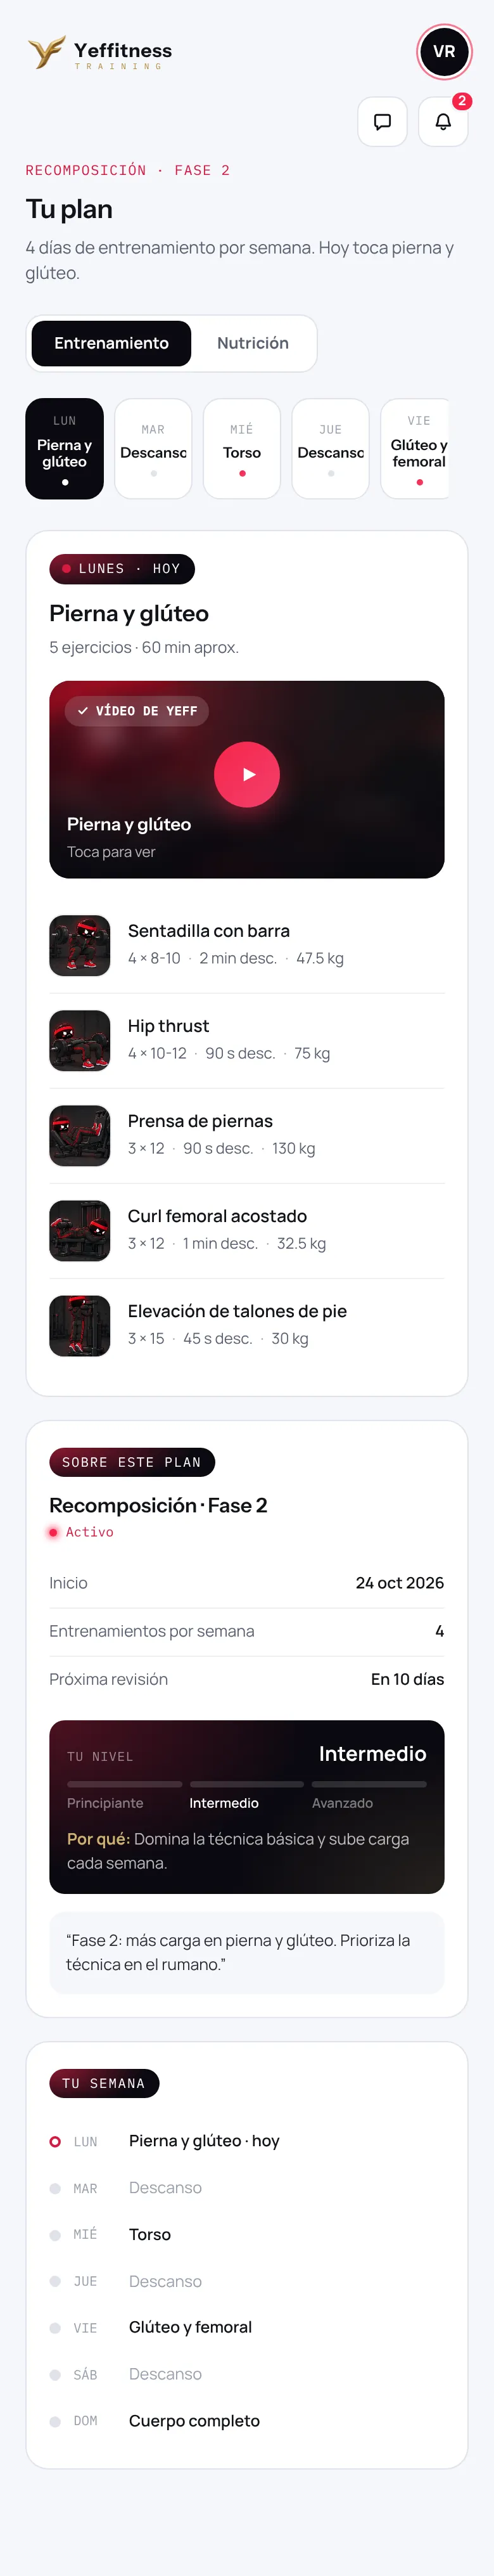 Yeffitness
TRAINING
VR
2
RECOMPOSICIÓN · FASE 2
Tu plan
4 días de entrenamiento por semana. Hoy toca pierna y
glúteo.
Entrenamiento
Nutrición
LUN
Pierna y
glúteo
MAR
Descanso
MIÉ
Torso
JUE
Descanso
VIE
Glúteo y
femoral
LUNES · HOY
Pierna y glúteo
5 ejercicios · 60 min aprox.
VÍDEO DE YEFF
Pierna y glúteo
Toca para ver
Sentadilla con barra
4 × 8-10 · 2 min desc. · 47.5 kg
Hip thrust
4 × 10-12 · 90 s desc. · 75 kg
Prensa de piernas
3 × 12 · 90 s desc. · 130 kg
Curl femoral acostado
3 × 12 · 1 min desc. · 32.5 kg
Elevación de talones de pie
3 × 15 · 45 s desc. · 30 kg
SOBRE ESTE PLAN
Recomposición · Fase 2
Activo
Inicio 24 oct 2026
Entrenamientos por semana 4
Próxima revisión En 10 días
TU NIVEL Intermedio
Principiante Intermedio Avanzado
Por qué: Domina la técnica básica y sube carga
cada semana.
“Fase 2: más carga en pierna y glúteo. Prioriza la
técnica en el rumano.”
TU SEMANA
LUN Pierna y glúteo · hoy
MAR Descanso
MIÉ Torso
JUE Descanso
VIE Glúteo y femoral
SÁB Descanso
DOM Cuerpo completo